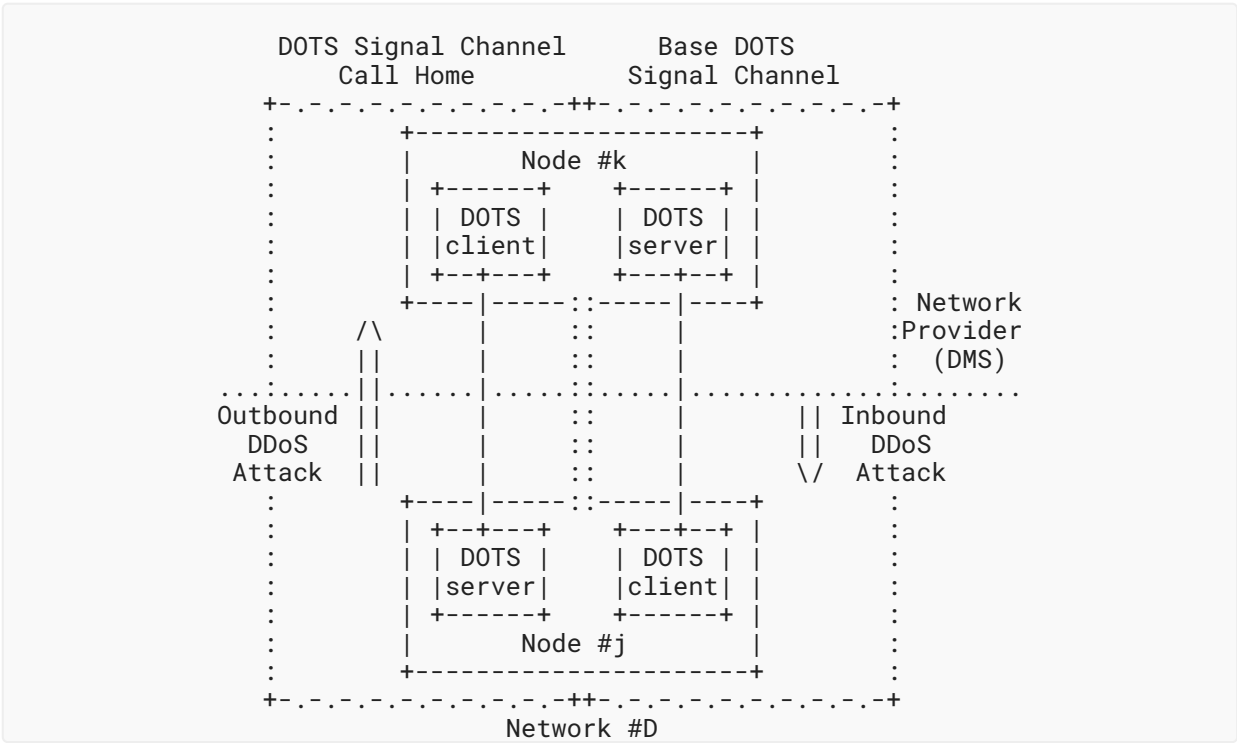 DOTS Signal Channel Base DOTS
Call Home Signal Channel
Node #k
DOTS DOTS
client server
Network
Provider
(DMS)
Outbound Inbound
DDoS DDoS
Attack Attack
DOTS DOTS
server client
Node #j
Network #D